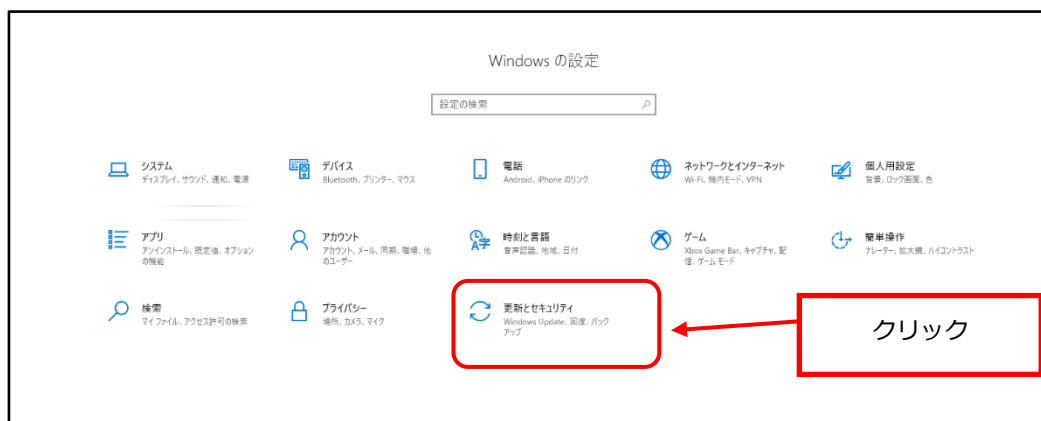 Windows の設定
設定の検索
システム
ディスプレイ、サウンド、通知、電源
デバイス
Bluetooth、プリンター、マウス
電話
Android、iPhone のリンク
ネットワークとインターネット
Wi-Fi、機内モード、VPN
個人用設定
背景、ロック画面、色
アプリ
アンインストール、既定値、オプション
の機能
アカウント
アカウント、メール、同期、職場、他
のユーザー
時刻と言語
音声認識、地域、日付
ゲーム
Xbox Game Bar、キャプチャ、配
信、ゲーム モード
簡単操作
ナレーター、拡大鏡、ハイコントラスト
検索
マイ ファイル、アクセス許可の検索
プライバシー
場所、カメラ、マイク
更新とセキュリティ
Windows Update、回復、バック
アップ
クリック